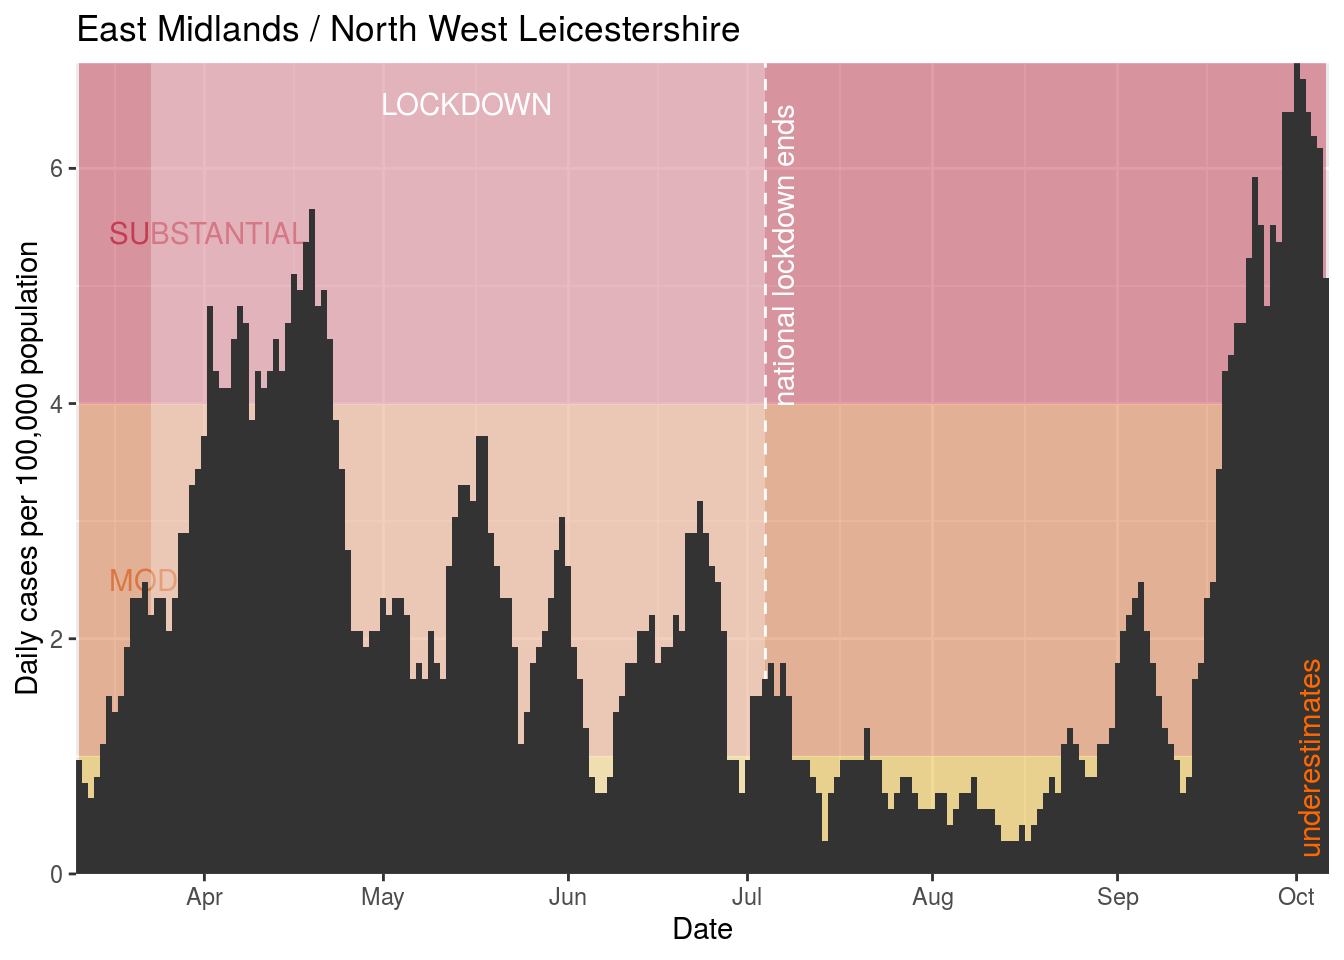 East Midlands / North West Leicestershire
LOCKDOWN
national lockdown ends
SUBSTANTIAL
MOD
underestimates
Daily cases per 100,000 population
6
4
2
0
Apr
May
Jun
Jul
Aug
Sep
Oct
Date